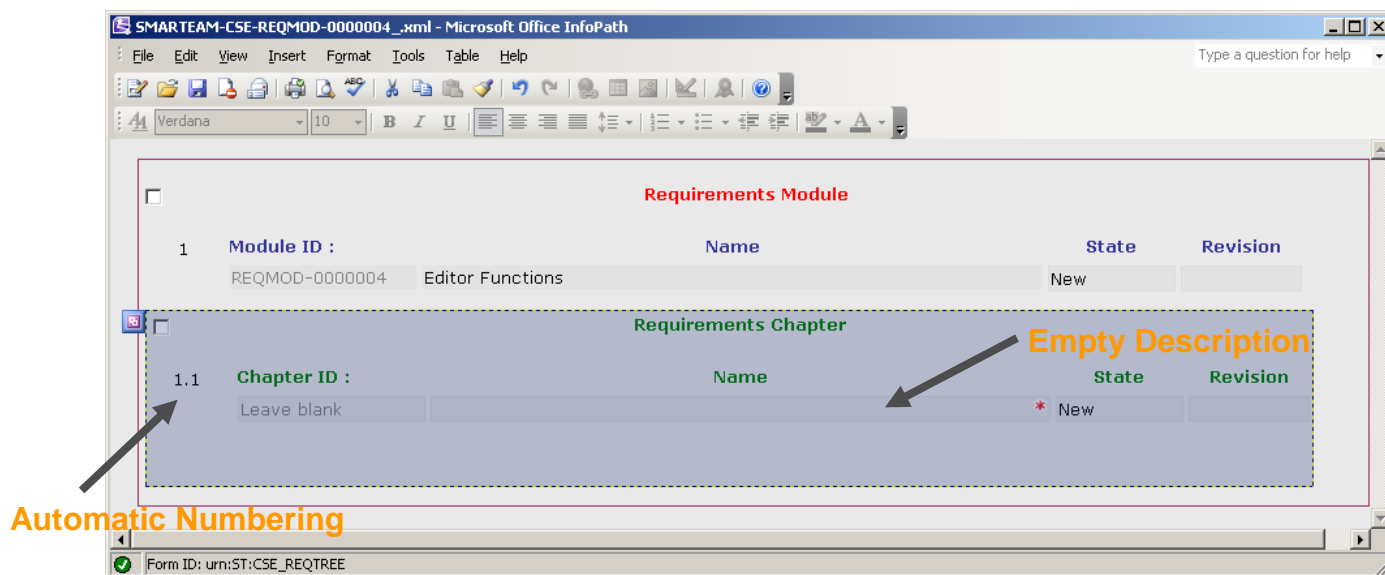 SMARTEAM-CSE-REQMOD-0000004_.xml - Microsoft Office InfoPath
File Edit View Insert Format Tools Table Help
Type a question for help
Verdana 10 B I U
Requirements Module
1 Module ID : Name State Revision
REQMOD-0000004 Editor Functions New
Requirements Chapter
Empty Description
1.1 Chapter ID : Name State Revision
Leave blank * New
Automatic Numbering
Form ID: urn:ST:CSE_REQTREE